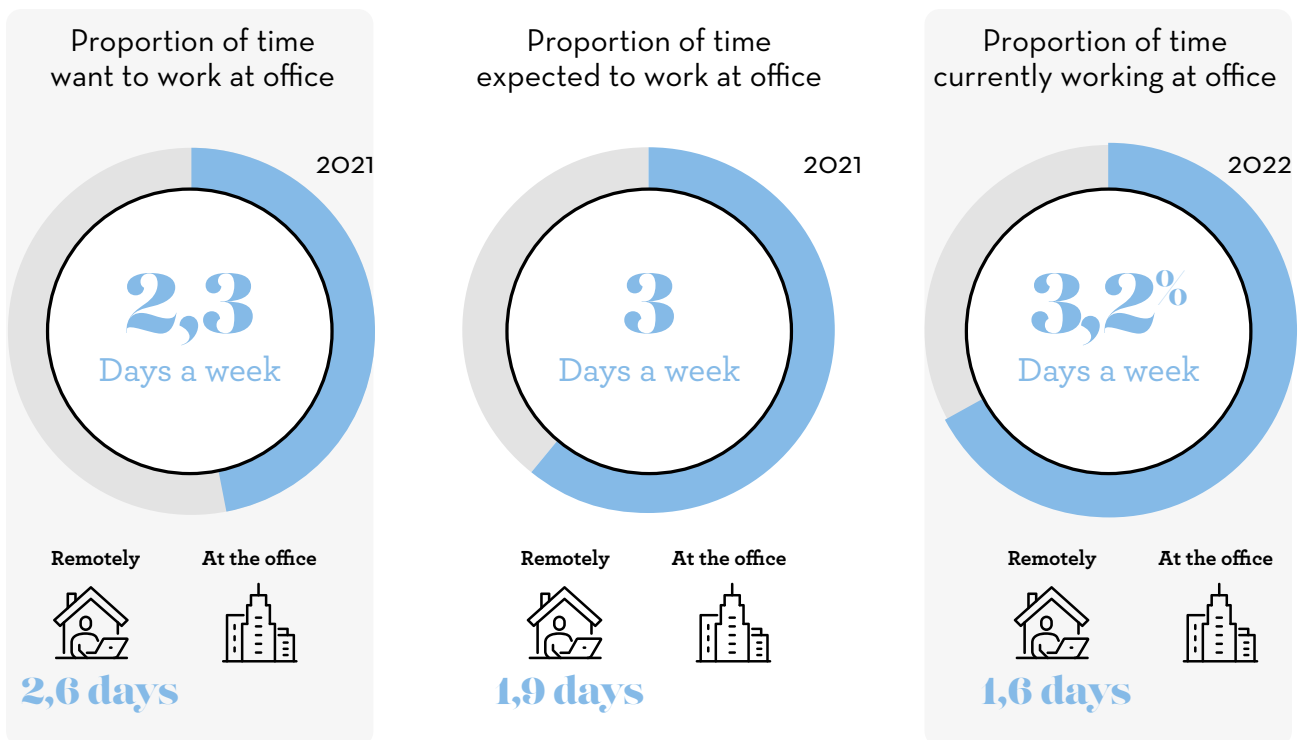 Proportion of time
want to work at office
2021
2,3
Days a week
Remotely
At the office
2,6 days
Proportion of time
expected to work at office
2021
3
Days a week
Remotely
At the office
1,9 days
Proportion of time
currently working at office
2022
3,2%
Days a week
Remotely
At the office
1,6 days